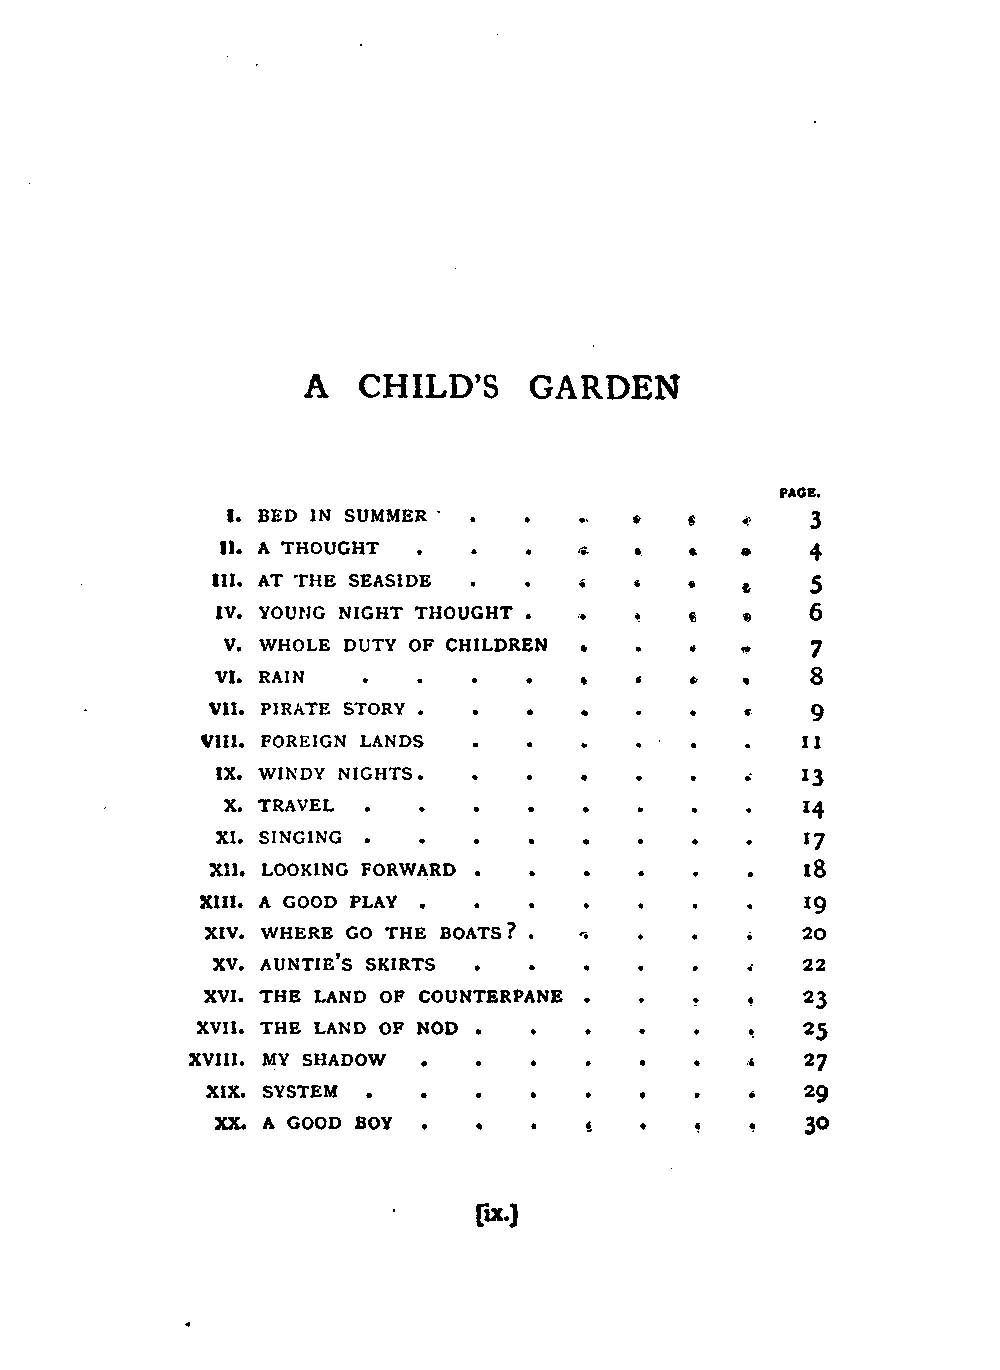 A CHILD'S GARDEN
PAGE.
I. BED IN SUMMER . . . . . . 3
II. A THOUGHT . . . . . . . 4
III. AT THE SEASIDE . . . . . . 5
IV. YOUNG NIGHT THOUGHT . . . . . 6
V. WHOLE DUTY OF CHILDREN . . . . 7
VI. RAIN . . . . . . . . 8
VII. PIRATE STORY . . . . . . . 9
VIII. FOREIGN LANDS . . . . . . 11
IX. WINDY NIGHTS . . . . . . . 13
X. TRAVEL . . . . . . . . 14
XI. SINGING . . . . . . . . 17
XII. LOOKING FORWARD . . . . . . 18
XIII. A GOOD PLAY . . . . . . . 19
XIV. WHERE GO THE BOATS? . . . . . 20
XV. AUNTIE'S SKIRTS . . . . . . 22
XVI. THE LAND OF COUNTERPANE . . . . 23
XVII. THE LAND OF NOD . . . . . . 25
XVIII. MY SHADOW . . . . . . . 27
XIX. SYSTEM . . . . . . . . 29
XX. A GOOD BOY . . . . . . . 30
[ix.]